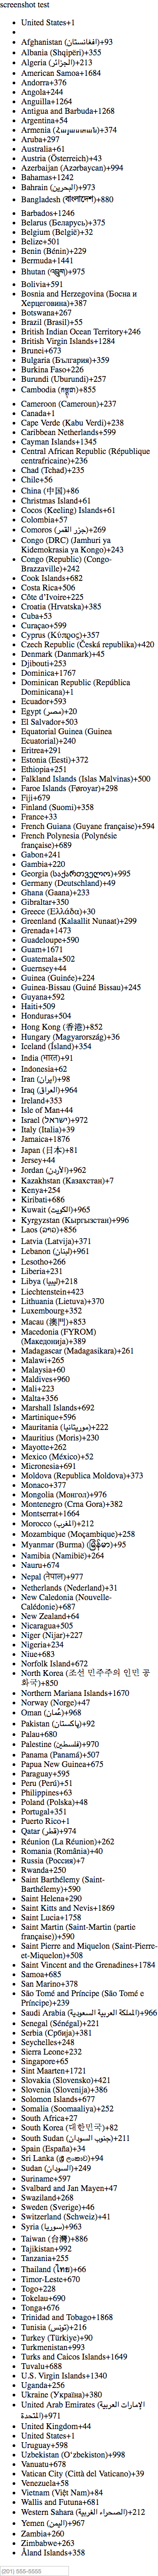 screenshot test
United States+1
Afghanistan (‫افغانستان‬‎)+93
Albania (Shqipëri)+355
Algeria (‫الجزائر‬‎)+213
American Samoa+1684
Andorra+376
Angola+244
Anguilla+1264
Antigua and Barbuda+1268
Argentina+54
Armenia (Հայաստան)+374
Aruba+297
Australia+61
Austria (Österreich)+43
Azerbaijan (Azərbaycan)+994
Bahamas+1242
Bahrain (‫البحرين‬‎)+973
Bangladesh (বাংলাদেশ)+880
Barbados+1246
Belarus (Беларусь)+375
Belgium (België)+32
Belize+501
Benin (Bénin)+229
Bermuda+1441
Bhutan (འབྲུག)+975
Bolivia+591
Bosnia and Herzegovina (Босна и
Херцеговина)+387
Botswana+267
Brazil (Brasil)+55
British Indian Ocean Territory+246
British Virgin Islands+1284
Brunei+673
Bulgaria (България)+359
Burkina Faso+226
Burundi (Uburundi)+257
Cambodia (កម្ពុជា)+855
Cameroon (Cameroun)+237
Canada+1
Cape Verde (Kabu Verdi)+238
Caribbean Netherlands+599
Cayman Islands+1345
Central African Republic (République
centrafricaine)+236
Chad (Tchad)+235
Chile+56
China (中国)+86
Christmas Island+61
Cocos (Keeling) Islands+61
Colombia+57
Comoros (‫جزر القمر‬‎)+269
Congo (DRC) (Jamhuri ya
Kidemokrasia ya Kongo)+243
Congo (Republic) (Congo-
Brazzaville)+242
Cook Islands+682
Costa Rica+506
Côte d’Ivoire+225
Croatia (Hrvatska)+385
Cuba+53
Curaçao+599
Cyprus (Κύπρος)+357
Czech Republic (Česká republika)+420
Denmark (Danmark)+45
Djibouti+253
Dominica+1767
Dominican Republic (República
Dominicana)+1
Ecuador+593
Egypt (‫مصر‬‎)+20
El Salvador+503
Equatorial Guinea (Guinea
Ecuatorial)+240
Eritrea+291
Estonia (Eesti)+372
Ethiopia+251
Falkland Islands (Islas Malvinas)+500
Faroe Islands (Føroyar)+298
Fiji+679
Finland (Suomi)+358
France+33
French Guiana (Guyane française)+594
French Polynesia (Polynésie
française)+689
Gabon+241
Gambia+220
Georgia (საქართველო)+995
Germany (Deutschland)+49
Ghana (Gaana)+233
Gibraltar+350
Greece (Ελλάδα)+30
Greenland (Kalaallit Nunaat)+299
Grenada+1473
Guadeloupe+590
Guam+1671
Guatemala+502
Guernsey+44
Guinea (Guinée)+224
Guinea-Bissau (Guiné Bissau)+245
Guyana+592
Haiti+509
Honduras+504
Hong Kong (香港)+852
Hungary (Magyarország)+36
Iceland (Ísland)+354
India (भारत)+91
Indonesia+62
Iran (‫ایران‬‎)+98
Iraq (‫العراق‬‎)+964
Ireland+353
Isle of Man+44
Israel (‫ישראל‬‎)+972
Italy (Italia)+39
Jamaica+1876
Japan (日本)+81
Jersey+44
Jordan (‫الأردن‬‎)+962
Kazakhstan (Казахстан)+7
Kenya+254
Kiribati+686
Kuwait (‫الكويت‬‎)+965
Kyrgyzstan (Кыргызстан)+996
Laos (ລາວ)+856
Latvia (Latvija)+371
Lebanon (‫لبنان‬‎)+961
Lesotho+266
Liberia+231
Libya (‫ليبيا‬‎)+218
Liechtenstein+423
Lithuania (Lietuva)+370
Luxembourg+352
Macau (澳門)+853
Macedonia (FYROM)
(Македонија)+389
Madagascar (Madagasikara)+261
Malawi+265
Malaysia+60
Maldives+960
Mali+223
Malta+356
Marshall Islands+692
Martinique+596
Mauritania (‫موريتانيا‬‎)+222
Mauritius (Moris)+230
Mayotte+262
Mexico (México)+52
Micronesia+691
Moldova (Republica Moldova)+373
Monaco+377
Mongolia (Монгол)+976
Montenegro (Crna Gora)+382
Montserrat+1664
Morocco (‫المغرب‬‎)+212
Mozambique (Moçambique)+258
Myanmar (Burma) (မြန်မာ)+95
Namibia (Namibië)+264
Nauru+674
Nepal (नेपाल)+977
Netherlands (Nederland)+31
New Caledonia (Nouvelle-
Calédonie)+687
New Zealand+64
Nicaragua+505
Niger (Nijar)+227
Nigeria+234
Niue+683
Norfolk Island+672
North Korea (조선 민주주의 인민 공
화국)+850
Northern Mariana Islands+1670
Norway (Norge)+47
Oman (‫عُمان‬‎)+968
Pakistan (‫پاکستان‬‎)+92
Palau+680
Palestine (‫فلسطين‬‎)+970
Panama (Panamá)+507
Papua New Guinea+675
Paraguay+595
Peru (Perú)+51
Philippines+63
Poland (Polska)+48
Portugal+351
Puerto Rico+1
Qatar (‫قطر‬‎)+974
Réunion (La Réunion)+262
Romania (România)+40
Russia (Россия)+7
Rwanda+250
Saint Barthélemy (Saint-
Barthélemy)+590
Saint Helena+290
Saint Kitts and Nevis+1869
Saint Lucia+1758
Saint Martin (Saint-Martin (partie
française))+590
Saint Pierre and Miquelon (Saint-Pierre-
et-Miquelon)+508
Saint Vincent and the Grenadines+1784
Samoa+685
San Marino+378
São Tomé and Príncipe (São Tomé e
Príncipe)+239
Saudi Arabia (‫المملكة العربية السعودية‬‎)+966
Senegal (Sénégal)+221
Serbia (Србија)+381
Seychelles+248
Sierra Leone+232
Singapore+65
Sint Maarten+1721
Slovakia (Slovensko)+421
Slovenia (Slovenija)+386
Solomon Islands+677
Somalia (Soomaaliya)+252
South Africa+27
South Korea (대한민국)+82
South Sudan (‫جنوب السودان‬‎)+211
Spain (España)+34
Sri Lanka (ශ්‍රී ලංකාව)+94
Sudan (‫السودان‬‎)+249
Suriname+597
Svalbard and Jan Mayen+47
Swaziland+268
Sweden (Sverige)+46
Switzerland (Schweiz)+41
Syria (‫سوريا‬‎)+963
Taiwan (台灣)+886
Tajikistan+992
Tanzania+255
Thailand (ไทย)+66
Timor-Leste+670
Togo+228
Tokelau+690
Tonga+676
Trinidad and Tobago+1868
Tunisia (‫تونس‬‎)+216
Turkey (Türkiye)+90
Turkmenistan+993
Turks and Caicos Islands+1649
Tuvalu+688
U.S. Virgin Islands+1340
Uganda+256
Ukraine (Україна)+380
United Arab Emirates (‫الإمارات العربية
المتحدة‬‎)+971
United Kingdom+44
United States+1
Uruguay+598
Uzbekistan (Oʻzbekiston)+998
Vanuatu+678
Vatican City (Città del Vaticano)+39
Venezuela+58
Vietnam (Việt Nam)+84
Wallis and Futuna+681
Western Sahara (‫الصحراء الغربية‬‎)+212
Yemen (‫اليمن‬‎)+967
Zambia+260
Zimbabwe+263
Åland Islands+358
(201) 555-5555